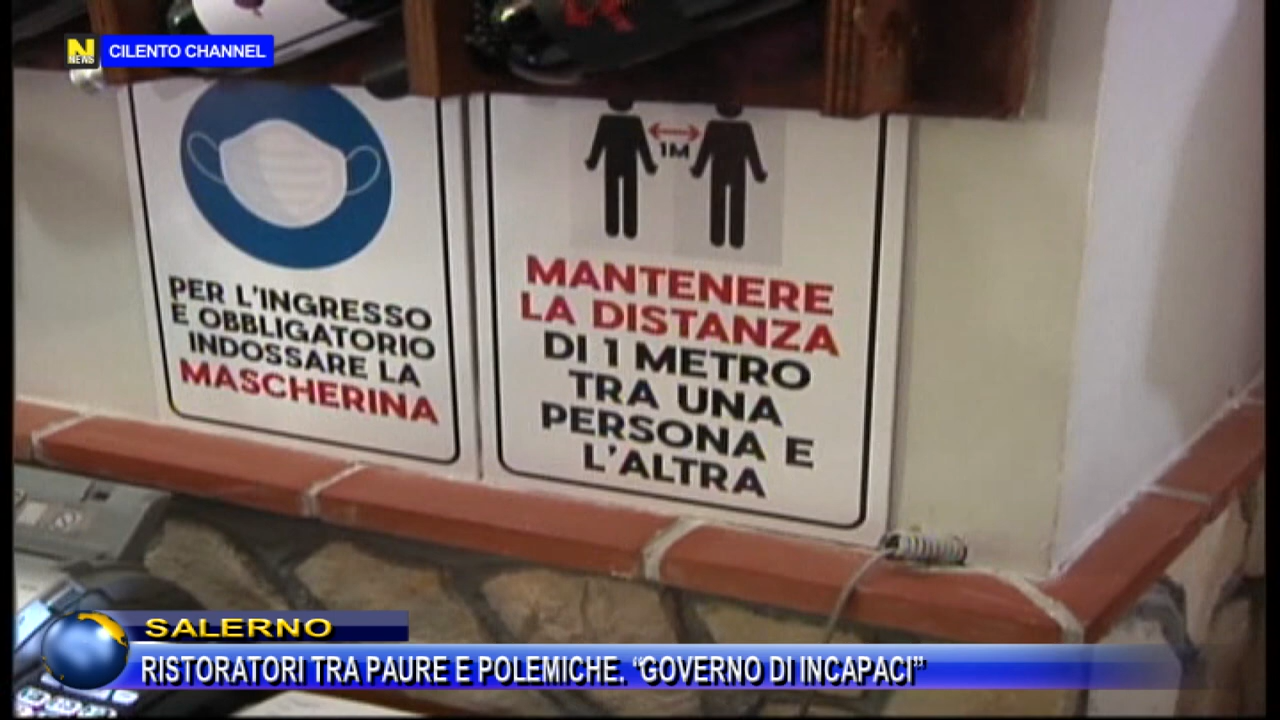 N
NEWS
CILENTO CHANNEL
1M
PER L'INGRESSO
È OBBLIGATORIO
INDOSSARE LA
MASCHERINA
MANTENERE
LA DISTANZA
DI 1 METRO
TRA UNA
PERSONA E
L'ALTRA
SALERNO
RISTORATORI TRA PAURE E POLEMICHE. “GOVERNO DI INCAPACI”